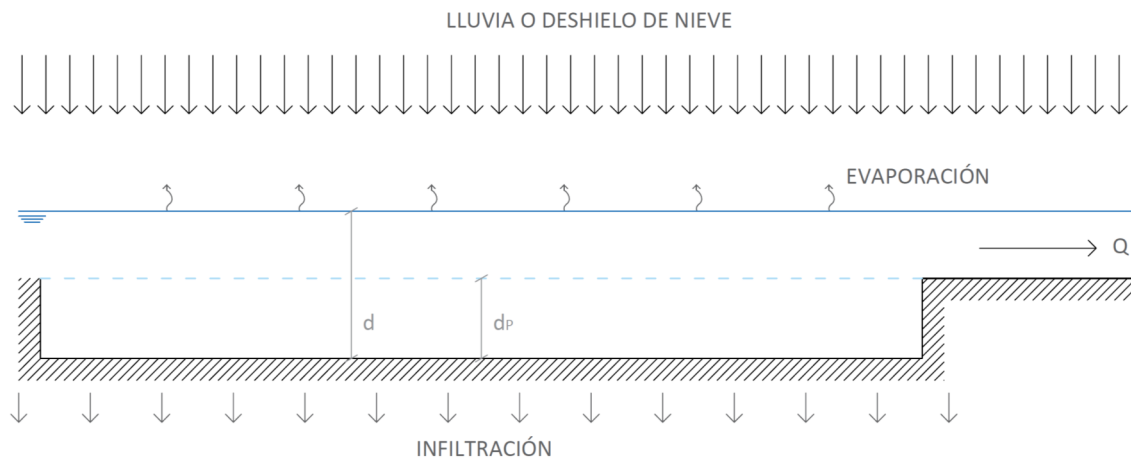 LLUVIA O DESHIELO DE NIEVE
EVAPORACIÓN
Q
d
dP
INFILTRACIÓN